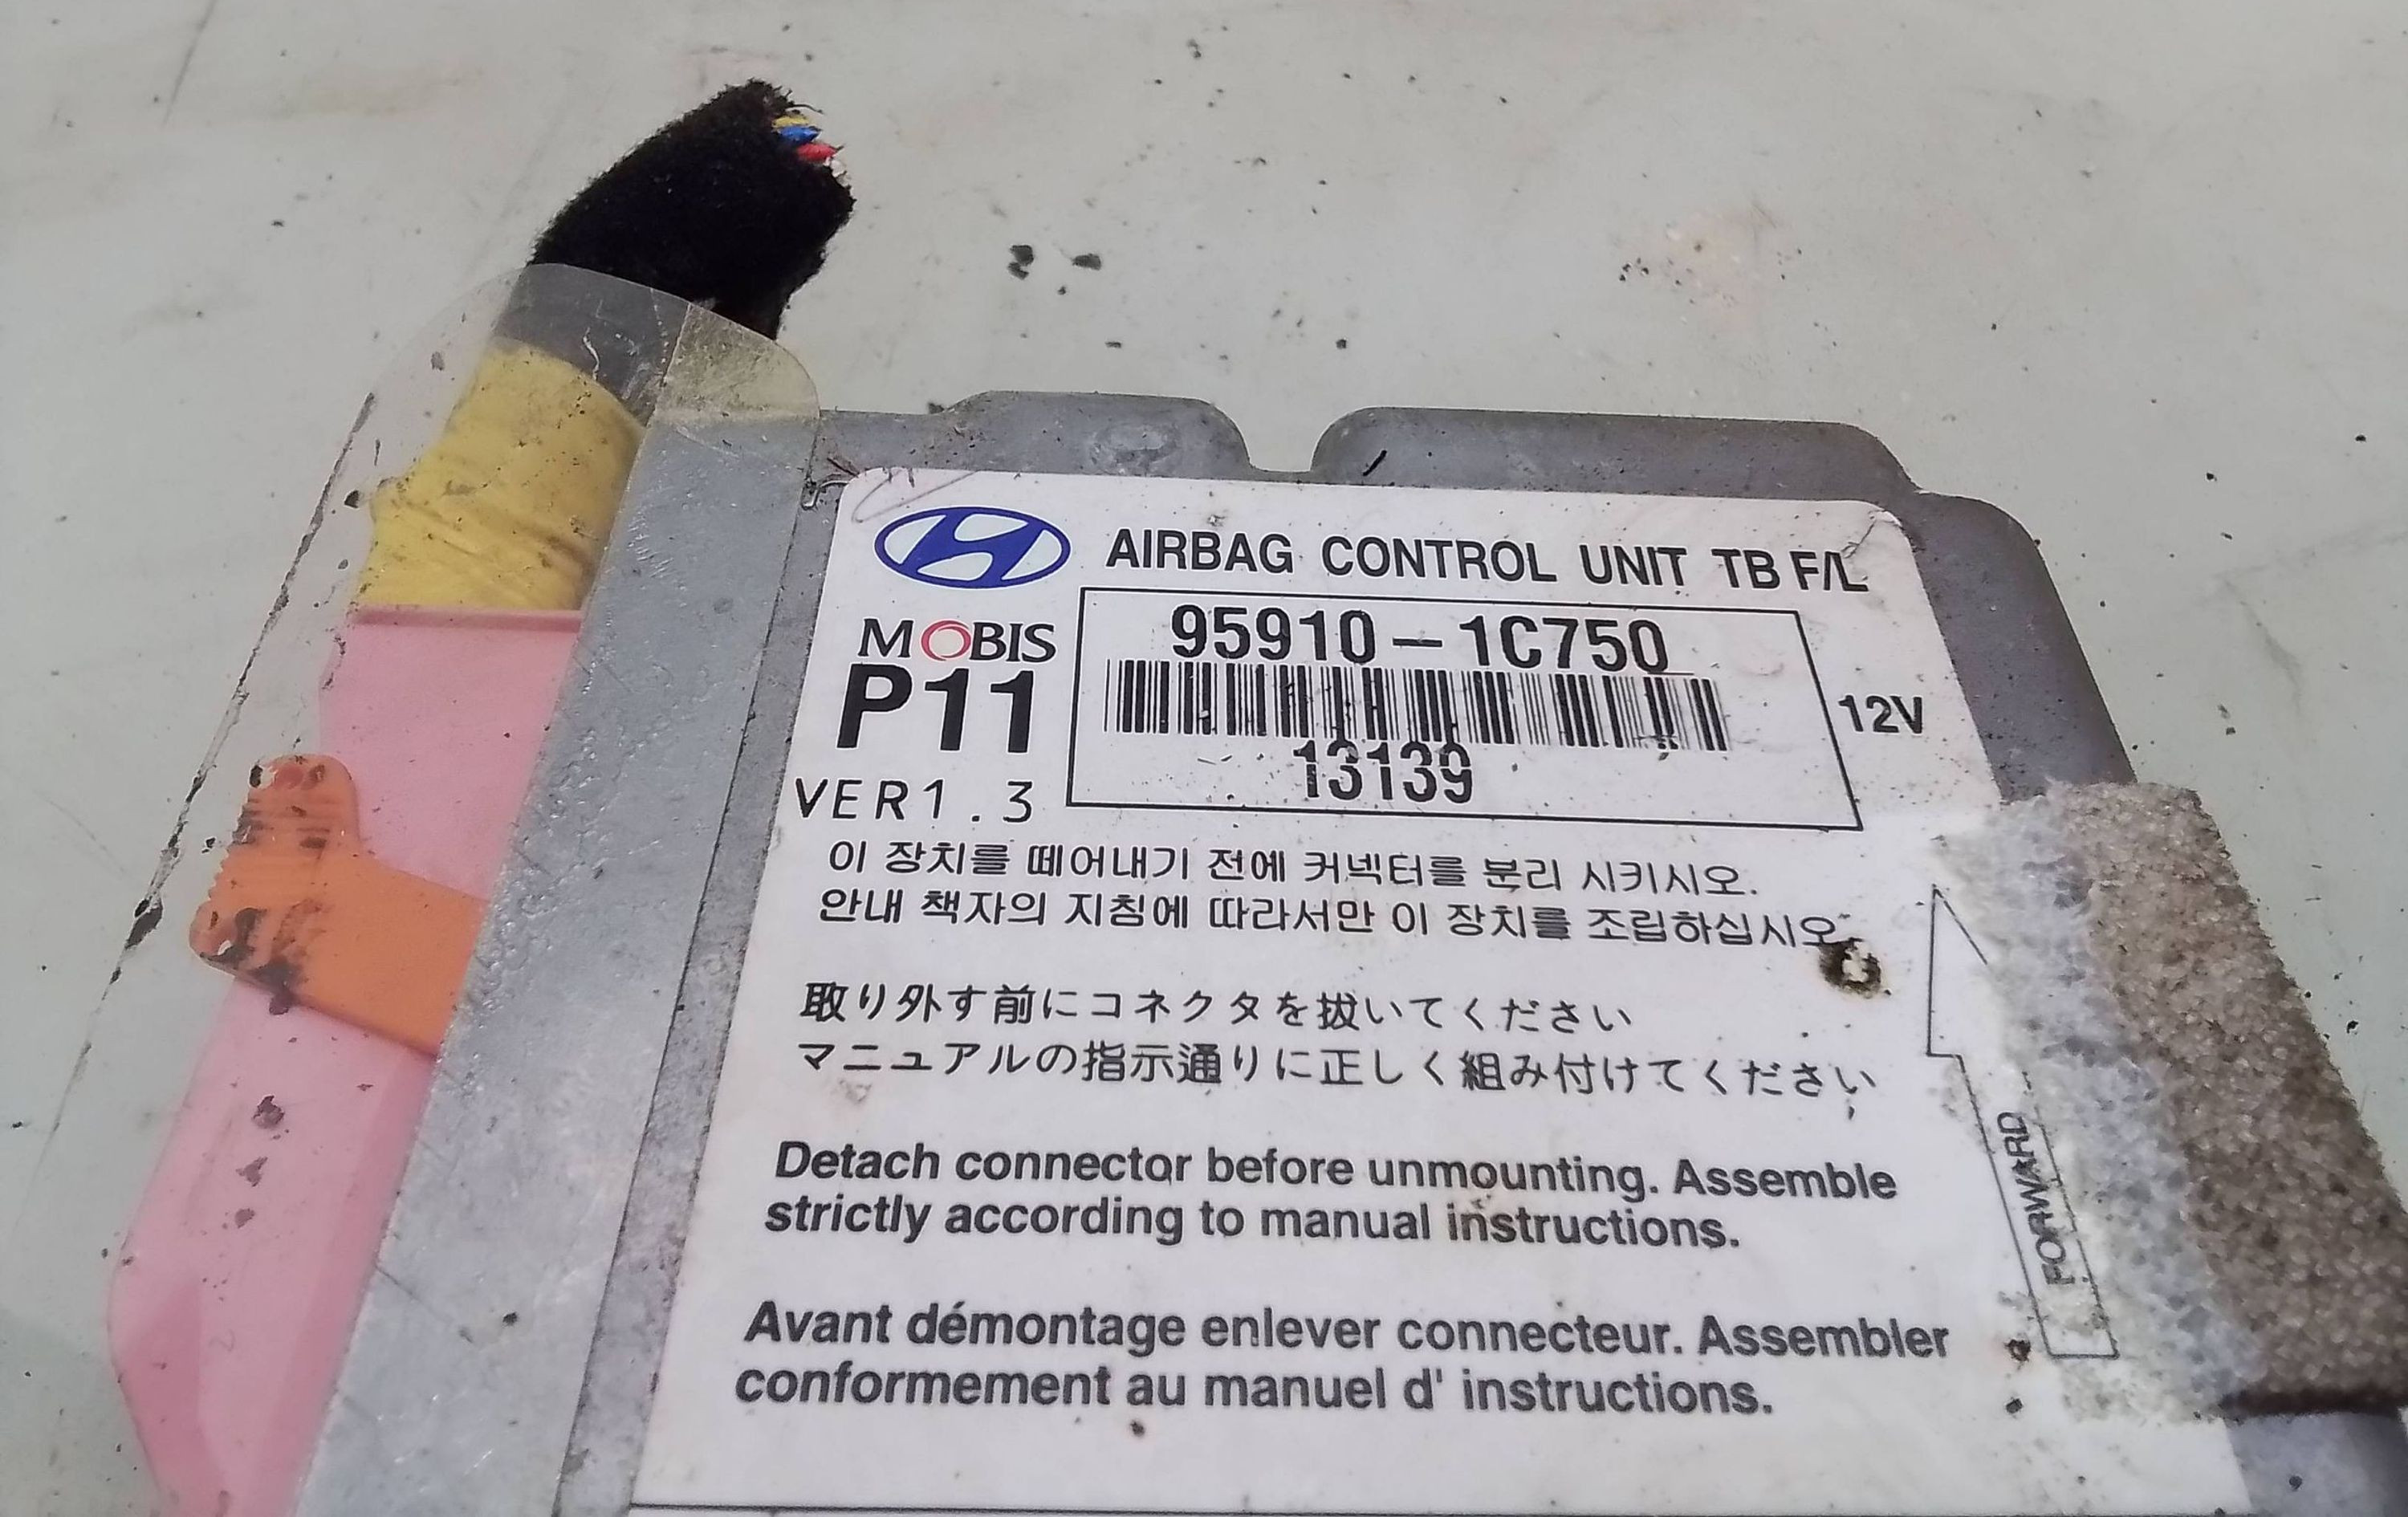 AIRBAG CONTROL UNIT TB F/L
MOBIS
95910-1C750
P11
12V
13139
VER1.3
이 장치를 떼어내기 전에 커넥터를 분리 시키시오.
안내 책자의 지침에 따라서만 이 장치를 조립하십시오.
取り外す前にコネクタを抜いてください
マニュアルの指示通りに正しく組み付けてください
FORWARD
Detach connector before unmounting. Assemble
strictly according to manual instructions.
Avant démontage enlever connecteur. Assembler
conformement au manuel d' instructions.